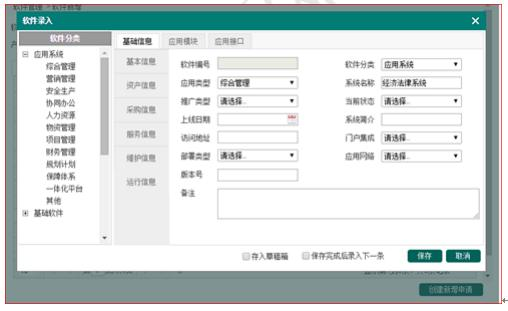 软件管理 > 软件新增
软件录入
软件分类
应用系统
综合管理
营销管理
安全生产
协同办公
人力资源
物资管理
项目管理
财务管理
规划计划
保障体系
一体化平台
其他
基础软件
基础信息 应用模块 应用接口
基本信息
资产信息
采购信息
服务信息
维护信息
运行信息
软件编号 软件分类 应用系统
应用类型 综合管理 系统名称 经济法律系统
推广类型 请选择.. 当前状态 请选择..
上线日期 系统简介
访问地址 门户集成 请选择..
部署类型 请选择.. 应用网络 请选择..
版本号
备注
存入草稿箱 保存完成后录入下一条 保存 取消
创建新增申请